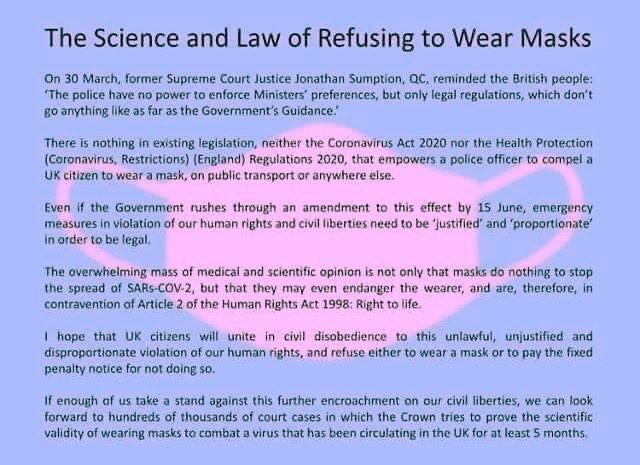 The Science and Law of Refusing to Wear Masks
On 30 March, former Supreme Court Justice Jonathan Sumption, QC, reminded the British people:
‘The police have no power to enforce Ministers’ preferences, but only legal regulations, which don’t
go anything like as far as the Government’s Guidance.’
There is nothing in existing legislation, neither the Coronavirus Act 2020 nor the Health Protection
(Coronavirus, Restrictions) (England) Regulations 2020, that empowers a police officer to compel a
UK citizen to wear a mask, on public transport or anywhere else.
Even if the Government rushes through an amendment to this effect by 15 June, emergency
measures in violation of our human rights and civil liberties need to be ‘justified’ and ‘proportionate’
in order to be legal.
The overwhelming mass of medical and scientific opinion is not only that masks do nothing to stop
the spread of SARs-COV-2, but that they may even endanger the wearer, and are, therefore, in
contravention of Article 2 of the Human Rights Act 1998: Right to life.
I hope that UK citizens will unite in civil disobedience to this unlawful, unjustified and
disproportionate violation of our human rights, and refuse either to wear a mask or to pay the fixed
penalty notice for not doing so.
If enough of us take a stand against this further encroachment on our civil liberties, we can look
forward to hundreds of thousands of court cases in which the Crown tries to prove the scientific
validity of wearing masks to combat a virus that has been circulating in the UK for at least 5 months.